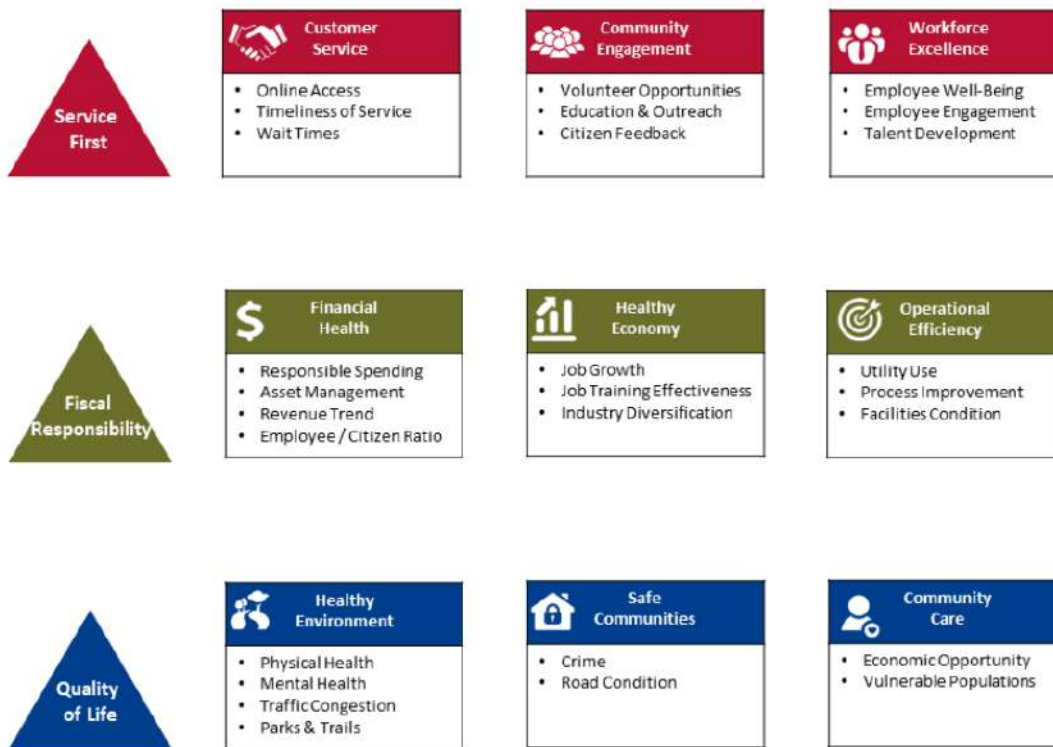 Service
First
Customer
Service
• Online Access
• Timeliness of Service
• Wait Times
Community
Engagement
• Volunteer Opportunities
• Education & Outreach
• Citizen Feedback
Workforce
Excellence
• Employee Well-Being
• Employee Engagement
• Talent Development
Fiscal
Responsibility
$ Financial
Health
• Responsible Spending
• Asset Management
• Revenue Trend
• Employee / Citizen Ratio
Healthy
Economy
• Job Growth
• Job Training Effectiveness
• Industry Diversification
Operational
Efficiency
• Utility Use
• Process Improvement
• Facilities Condition
Quality
of Life
Healthy
Environment
• Physical Health
• Mental Health
• Traffic Congestion
• Parks & Trails
Safe
Communities
• Crime
• Road Condition
Community
Care
• Economic Opportunity
• Vulnerable Populations